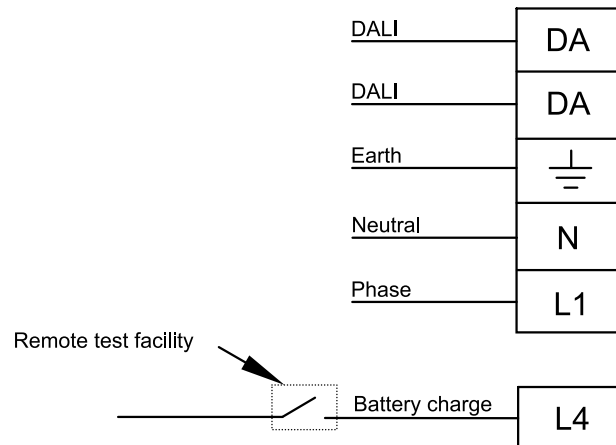 DALI DA
DALI DA
Earth
Neutral N
Phase L1
Remote test facility
Battery charge L4